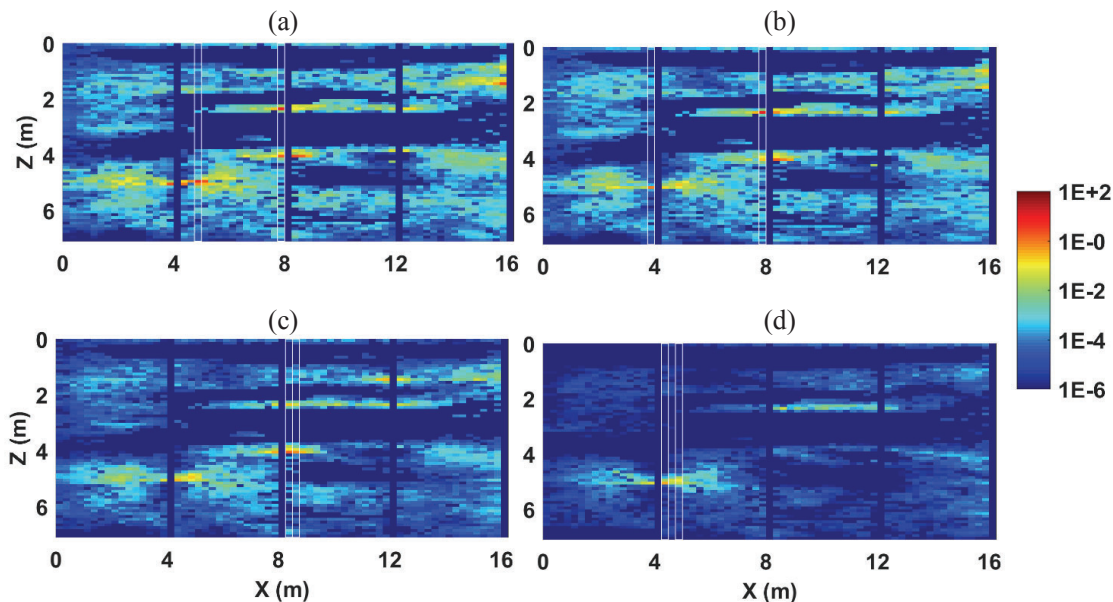 (a) (b)
0 0
2 2
Z (m) 4 4
6 6
0 4 8 12 16 0 4 8 12 16
1E+2
1E-0
1E-2
1E-4
1E-6
(c) (d)
0 0
2 2
Z (m) 4 4
6 6
0 4 8 12 16 0 4 8 12 16
X (m) X (m)